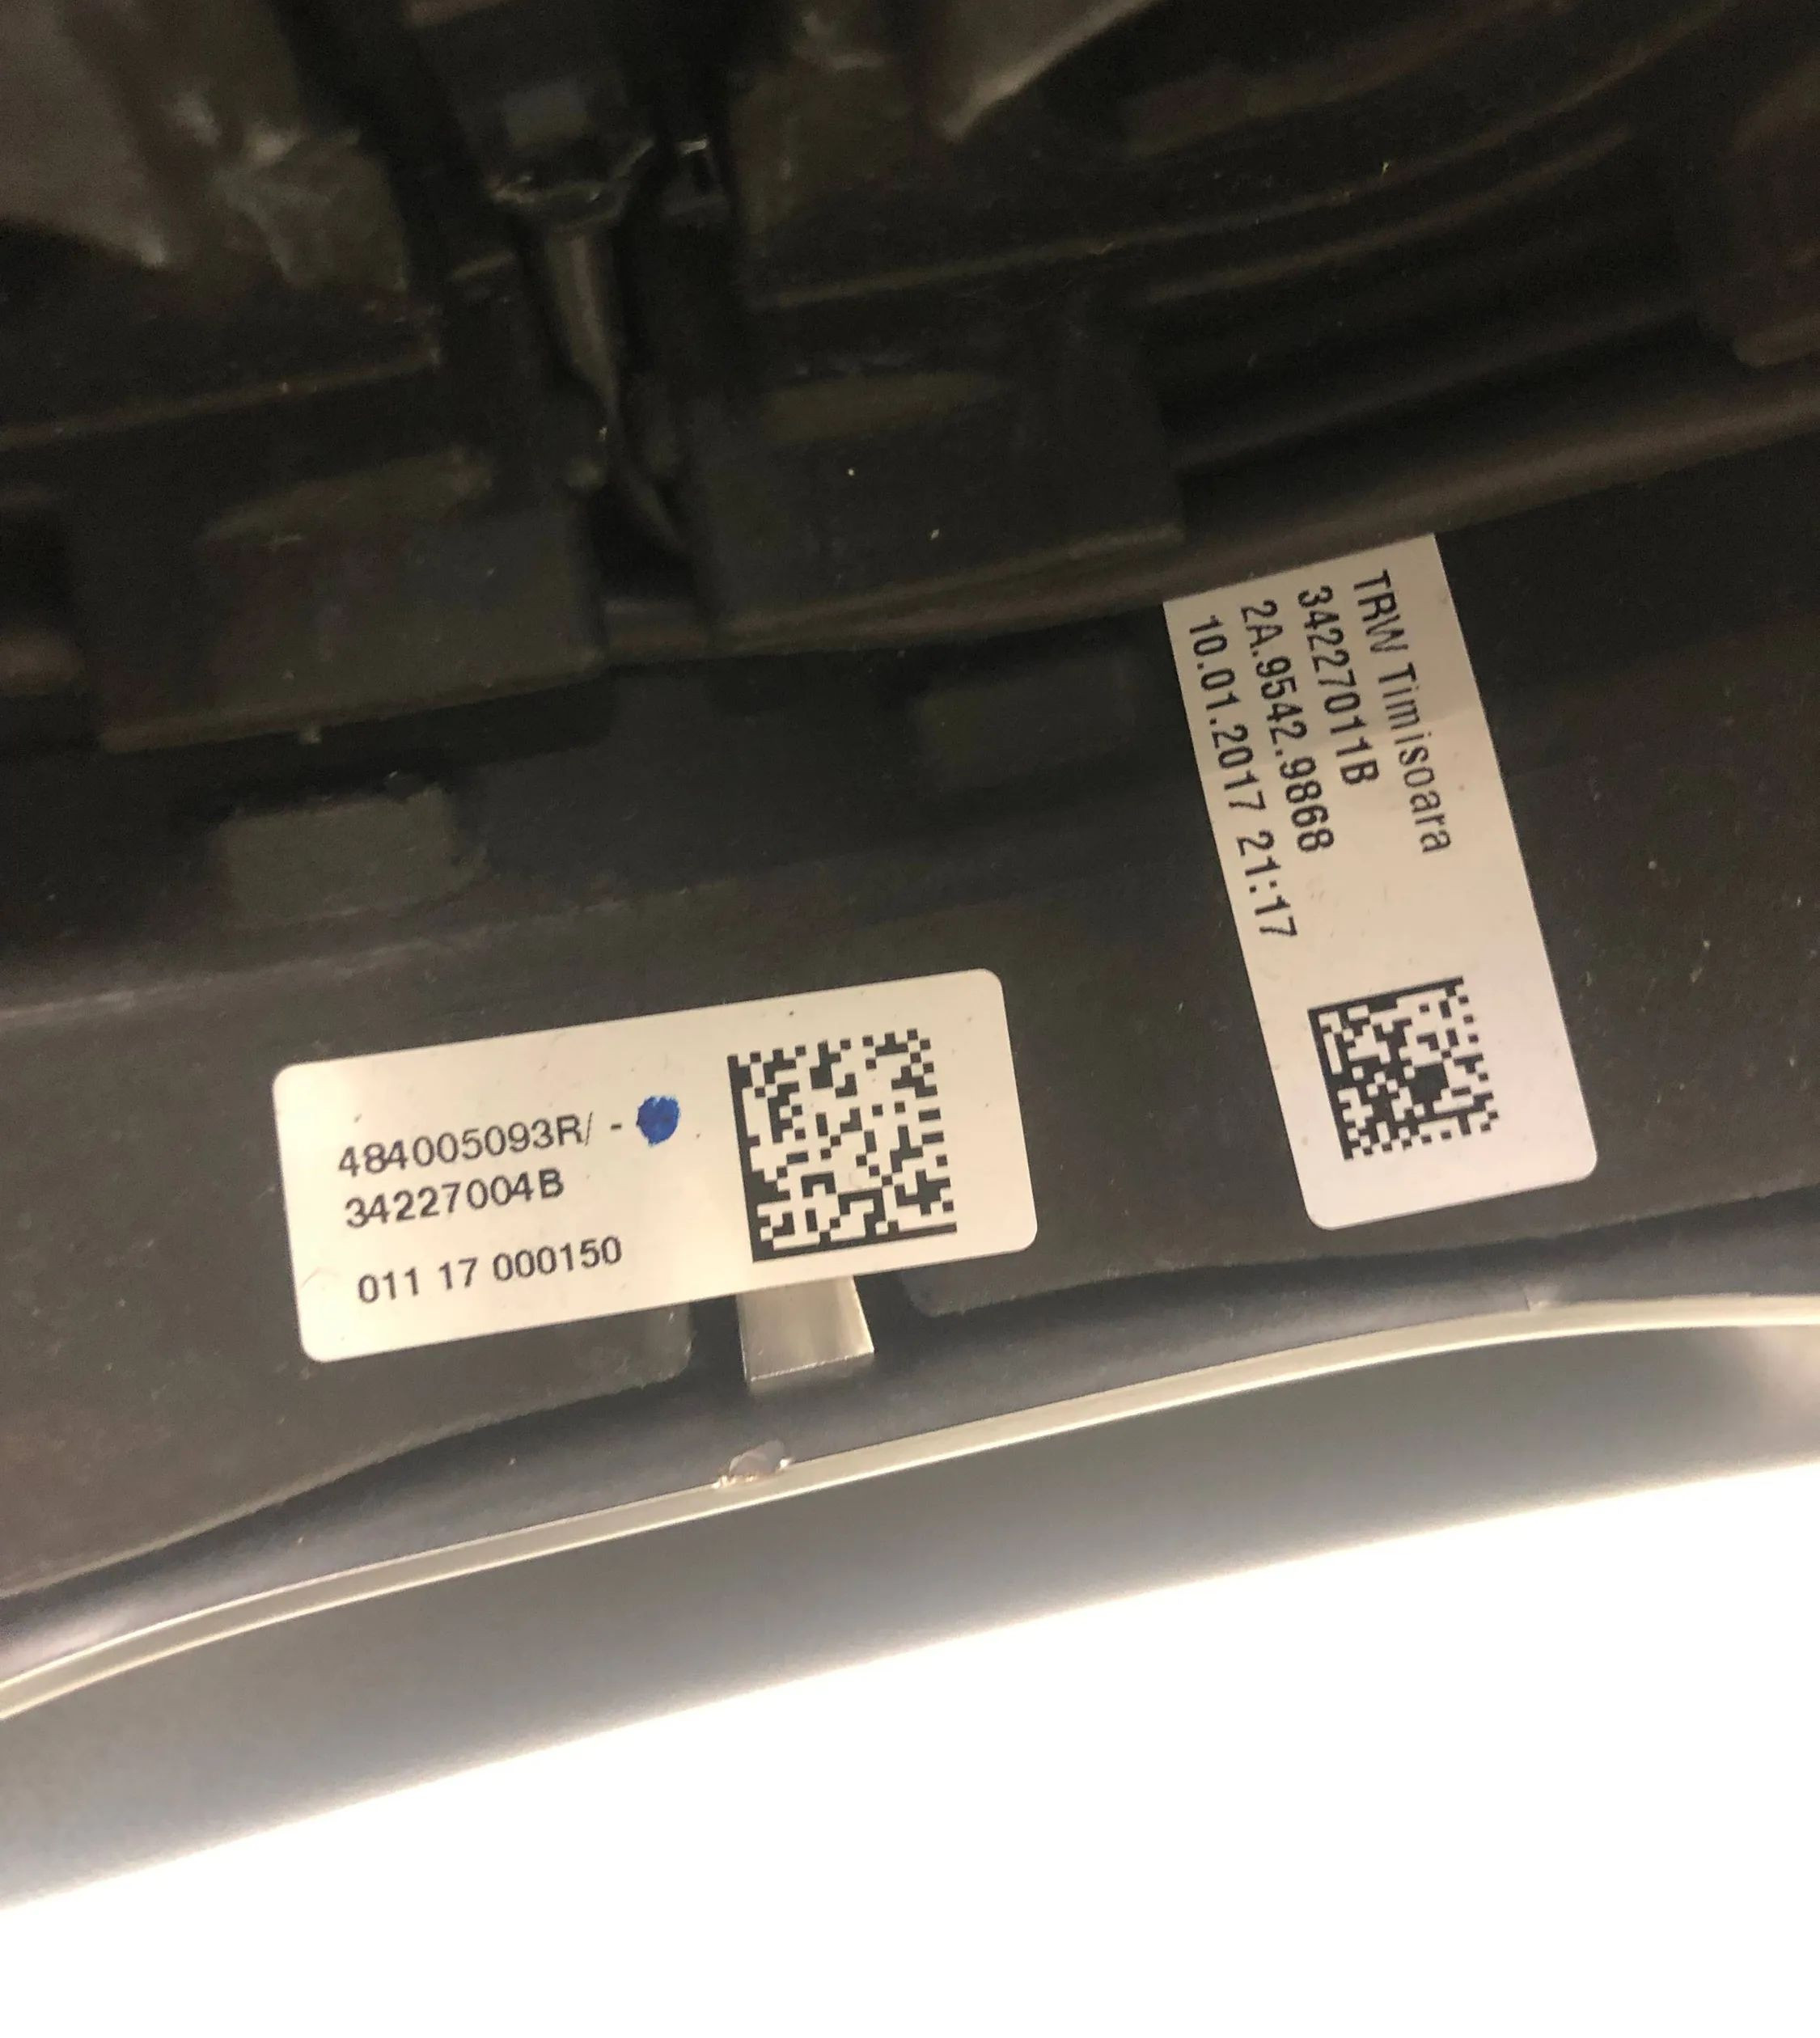 TRW Timisoara
34227011B
2A.9542.9868
10.01.2017 21:17
484005093R/ -
34227004B
011 17 000150